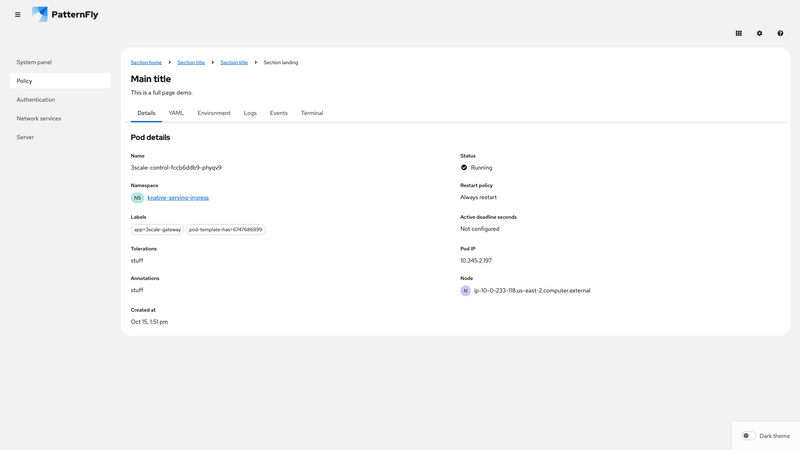 PatternFly
System panel
Policy
Authentication
Network services
Server
Section home Section title Section title Section landing
Main title
This is a full page demo.
Details YAML Environment Logs Events Terminal
Pod details
Name
3scale-control-fccb6ddb9-phyqv9
Status
Running
Namespace
NS knative-serving-ingress
Restart policy
Always restart
Labels
app=3scale-gateway pod-template-has=6747686899
Active deadline seconds
Not configured
Tolerations
stuff
Pod IP
10.345.2.197
Annotations
stuff
Node
N ip-10-0-233-118.us-east-2.computer.external
Created at
Oct 15, 1:51 pm
Dark theme